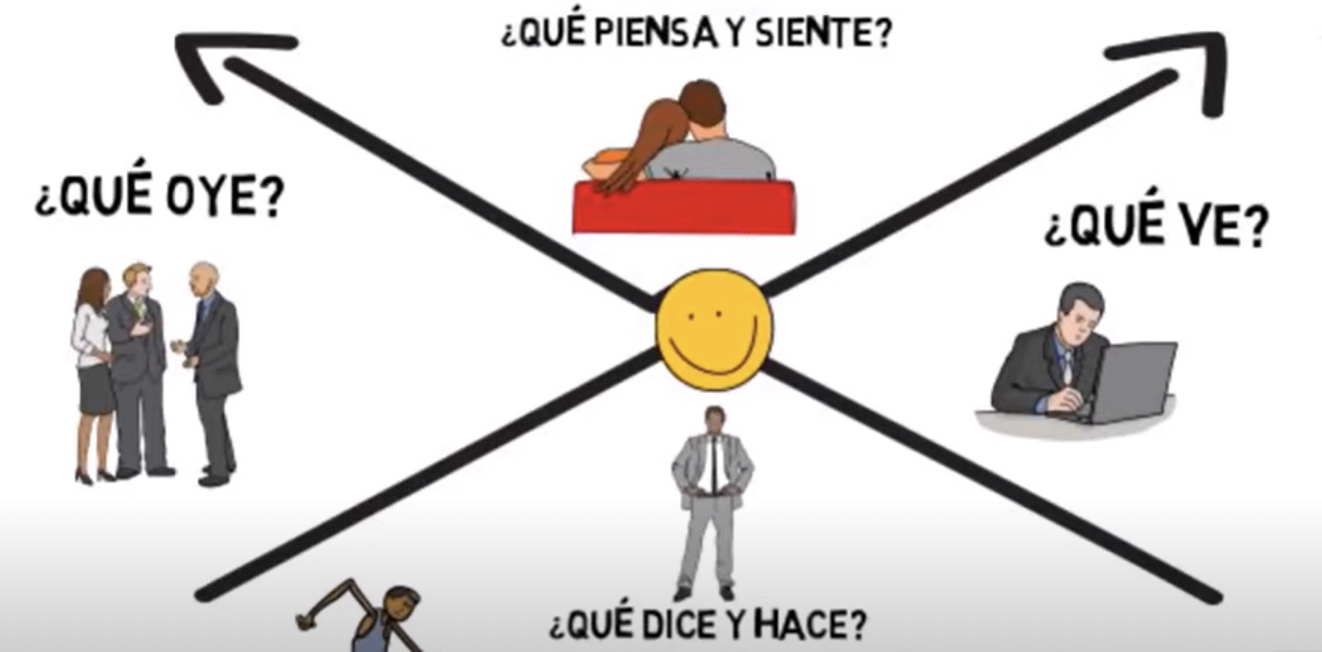 ¿QUÉ PIENSA Y SIENTE?
¿QUÉ OYE?
¿QUÉ VE?
¿QUÉ DICE Y HACE?